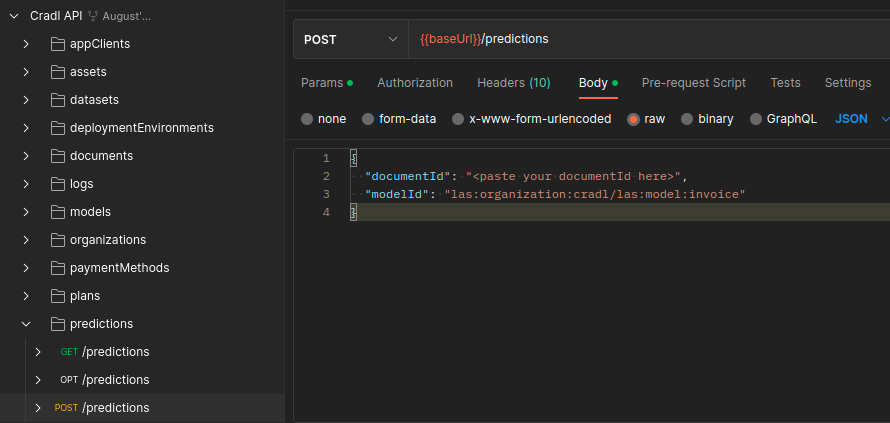 Cradl API August'...
appClients
assets
datasets
deploymentEnvironments
documents
logs
models
organizations
paymentMethods
plans
predictions
GET /predictions
OPT /predictions
POST /predictions
POST {{baseUrl}}/predictions
Params Authorization Headers (10) Body Pre-request Script Tests Settings
none form-data x-www-form-urlencoded raw binary GraphQL JSON
1 {
2 "documentId": "<paste your documentId here>",
3 "modelId": "las:organization:cradl/las:model:invoice"
4 }